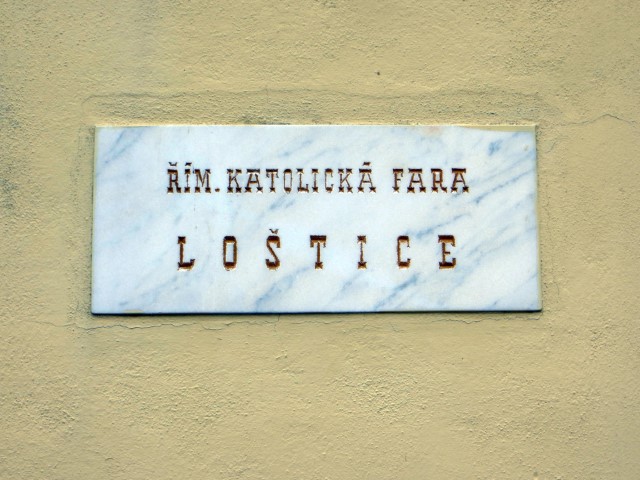 ŘÍM. KATOLICKÁ FARA
LOŠTICE